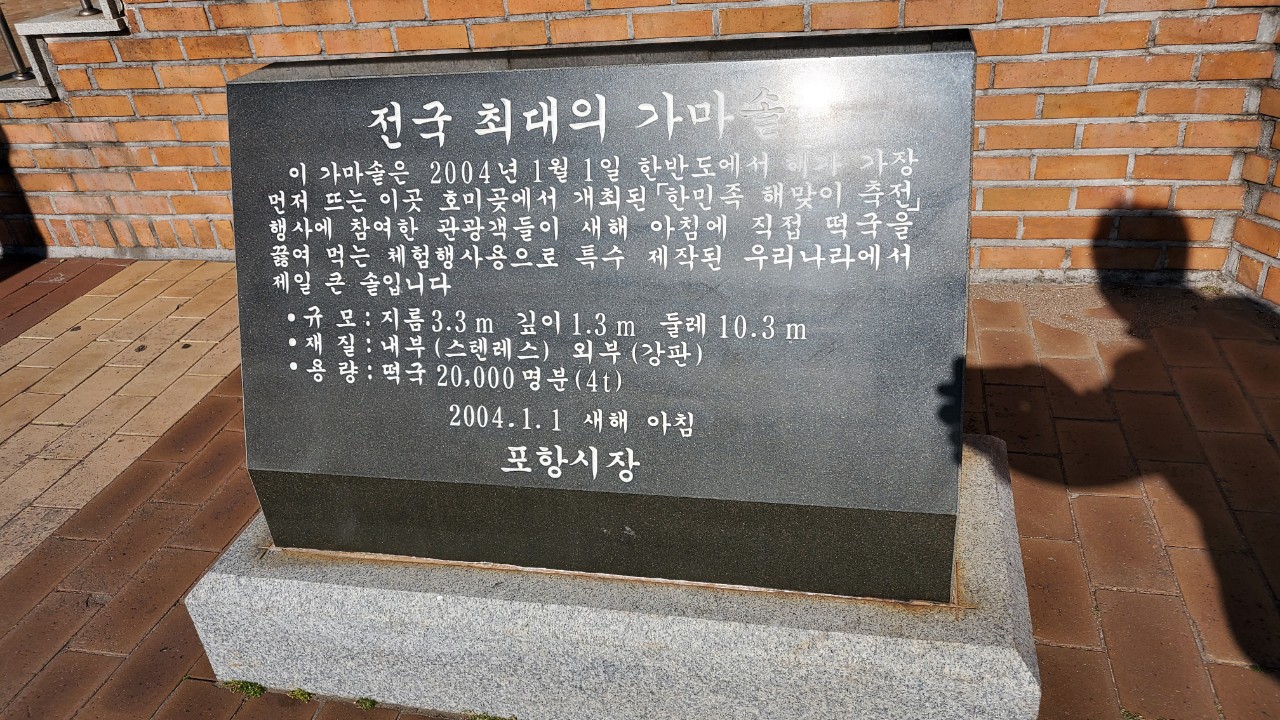 전국 최대의 가마솥
이 가마솥은 2004년 1월 1일 한반도에서 해가 가장
먼저 뜨는 이곳 호미곶에서 개최된「한민족 해맞이 축전」
행사에 참여한 관광객들이 새해 아침에 직접 떡국을
끓여 먹는 체험행사용으로 특수 제작된 우리나라에서
제일 큰 솥입니다
• 규 모 : 지름 3.3 m 깊이 1.3 m 둘레 10.3 m
• 재 질 : 내부 (스텐레스) 외부 (강판)
• 용 량 : 떡국 20,000 명분 (4t)
2004. 1. 1 새해 아침
포항시장